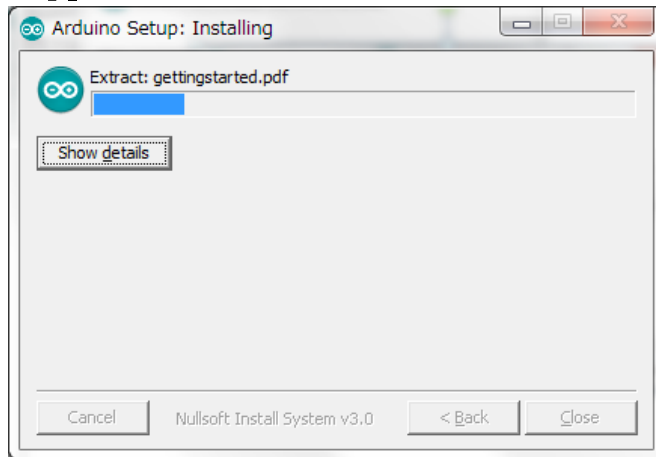 Arduino Setup: Installing
Extract: gettingstarted.pdf
Show details
Cancel
Nullsoft Install System v3.0
< Back
Close